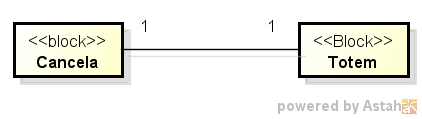 <<block>>
Cancela
1
1
<<Block>>
Totem
powered by Astah